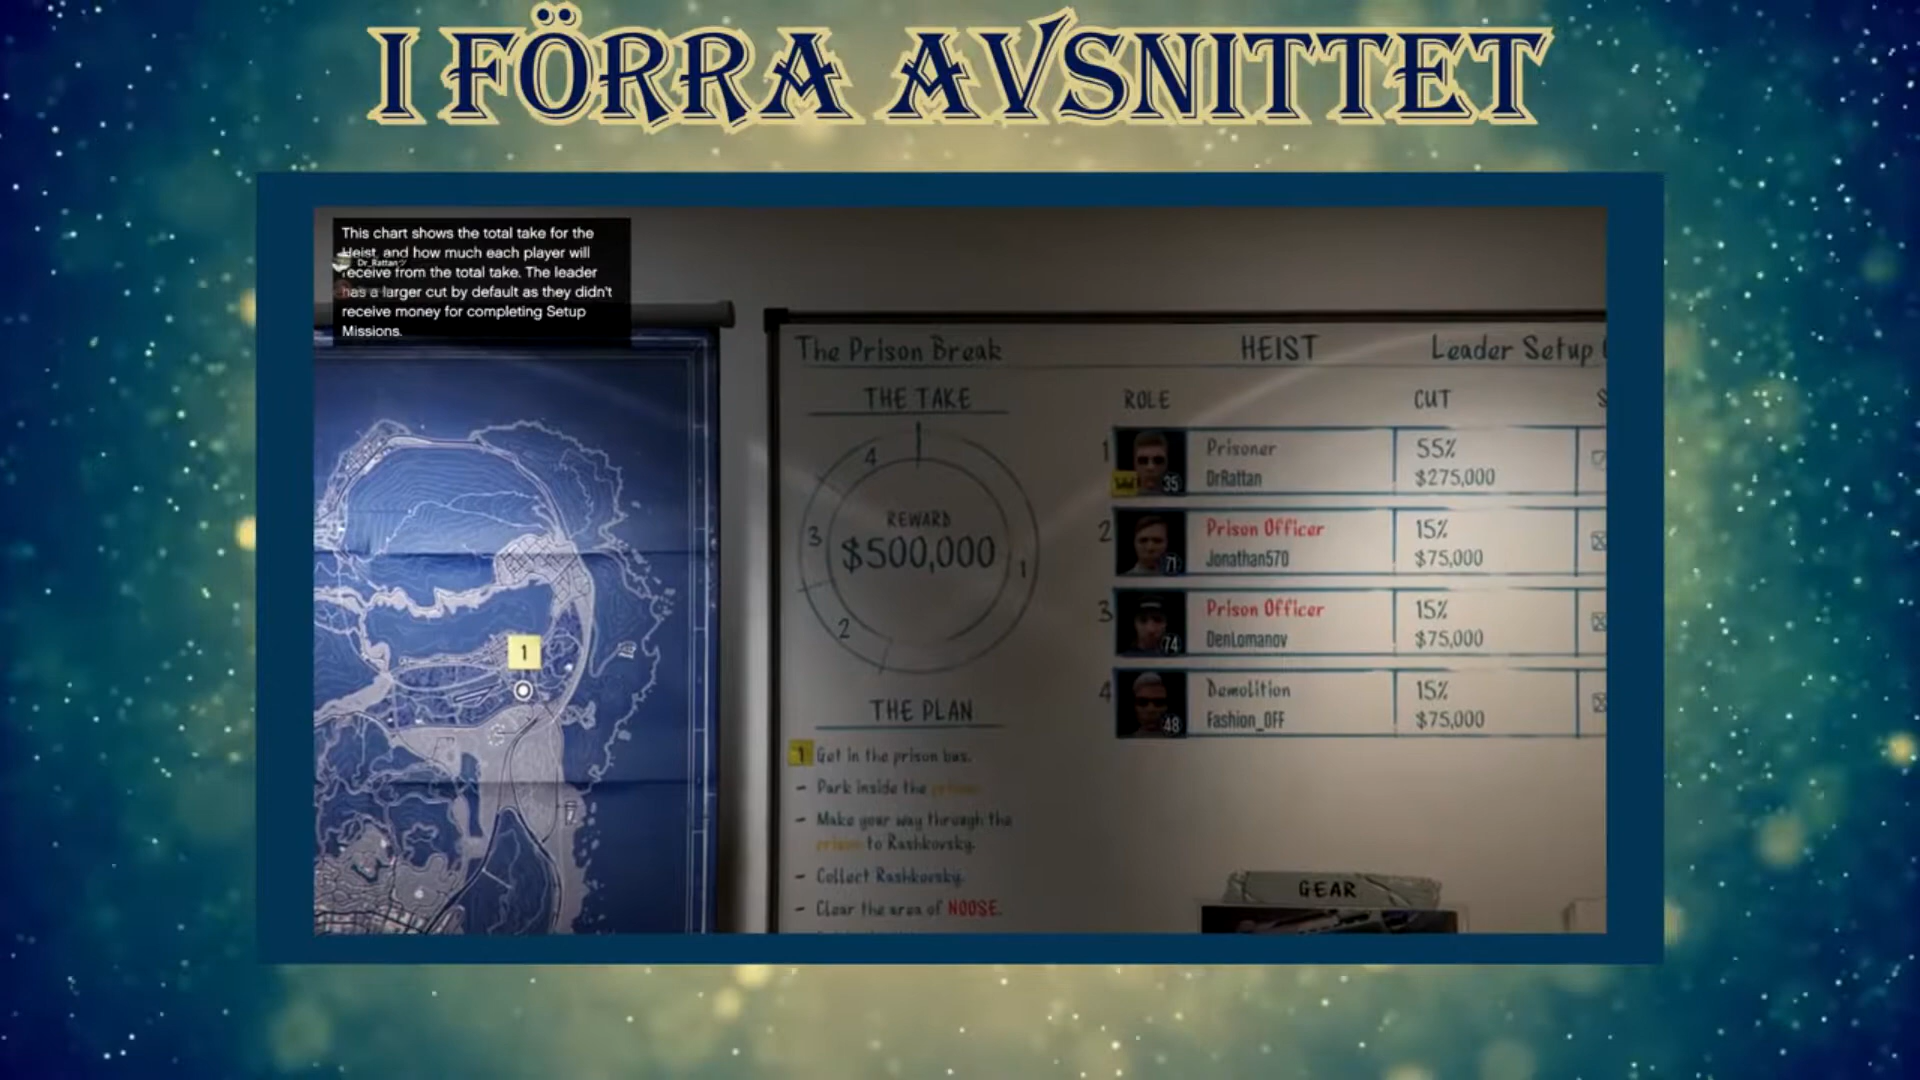 I FÖRRA AVSNITTET
This chart shows the total take for the
Heist, and how much each player will
Dr_Rattan
receive from the total take. The leader
has a larger cut by default as they didn't
receive money for completing Setup
Missions.
The Prison Break
HEIST
Leader Setup
THE TAKE
ROLE
CUT
4
3
2
1
REWARD
$500,000
1
Prisoner
55%
DrRattan
$275,000
35
2
Prison Officer
15%
Jonathan570
$75,000
71
3
Prison Officer
15%
DenLomanov
$75,000
74
4
Demolition
15%
Fashion_OFF
$75,000
48
1
THE PLAN
1 Get in the prison bus.
- Park inside the prison.
- Make your way through the
prison to Rashkovsky.
- Collect Rashkovsky.
- Clear the area of NOOSE.
GEAR